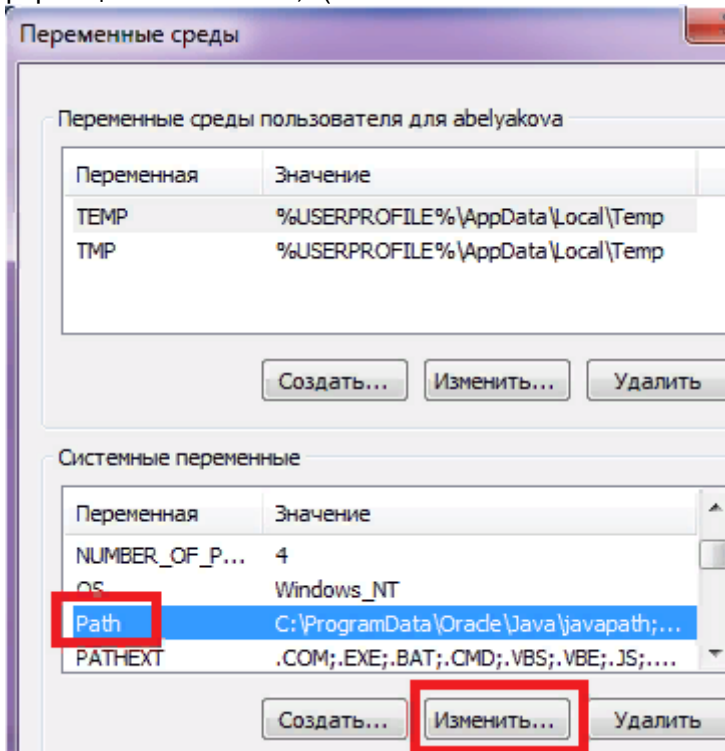 Переменные среды
Переменные среды пользователя для abelyakova
Переменная Значение
TEMP %USERPROFILE%\AppData\Local\Temp
TMP %USERPROFILE%\AppData\Local\Temp
Создать... Изменить... Удалить
Системные переменные
Переменная Значение
NUMBER_OF_P... 4
OS Windows_NT
Path C:\ProgramData\Oracle\Java\javapath;...
PATHEXT .COM;.EXE;.BAT;.CMD;.VBS;.VBE;.JS;....
Создать... Изменить... Удалить